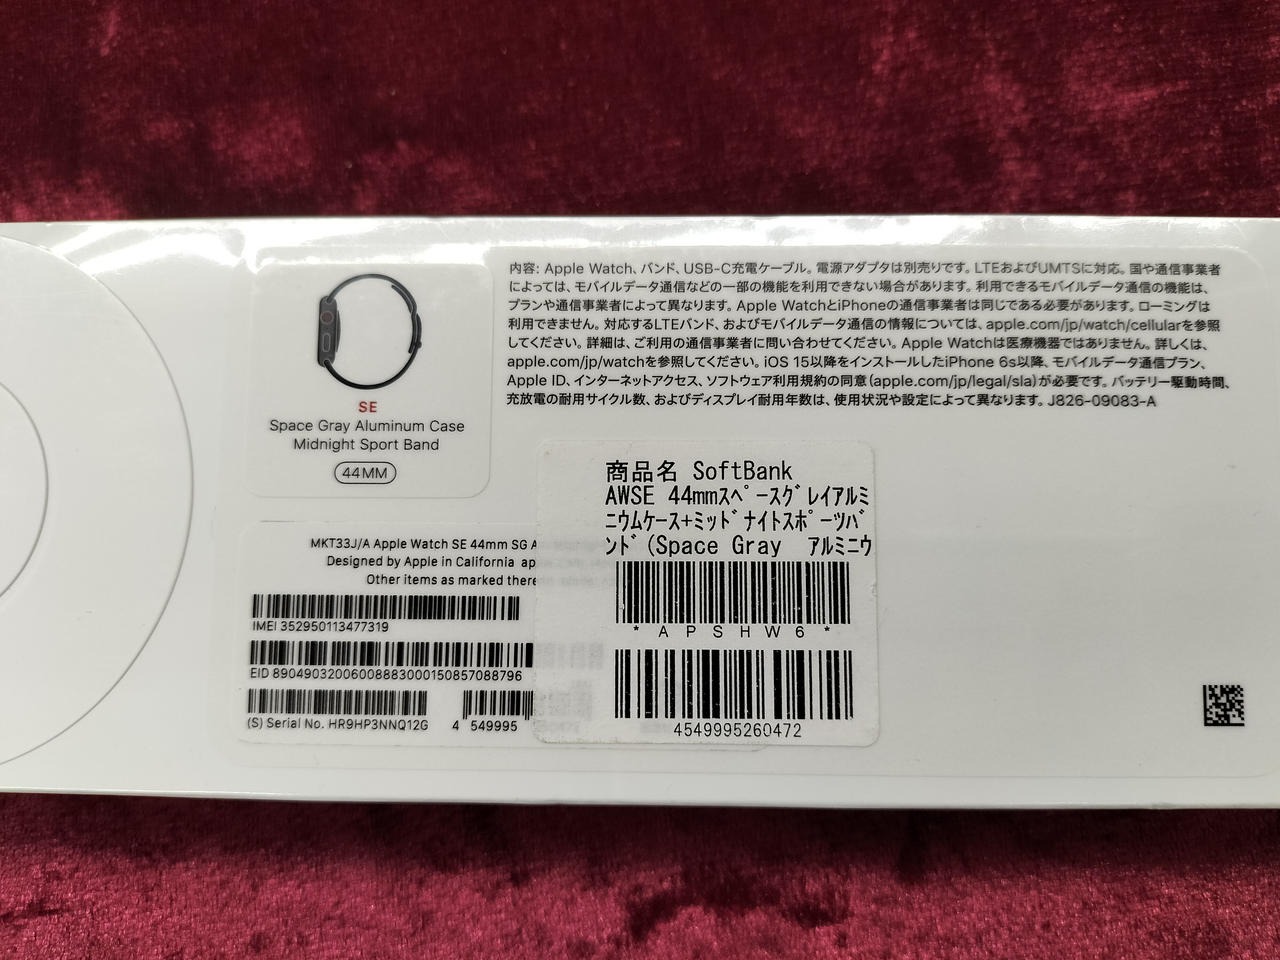 内容: Apple Watch、バンド、USB-C充電ケーブル。電源アダプタは別売りです。LTEおよびUMTSに対応。国や通信事業者
によっては、モバイルデータ通信などの一部の機能を利用できない場合があります。利用できるモバイルデータ通信の機能は、
プランや通信事業者によって異なります。Apple WatchとiPhoneの通信事業者は同じである必要があります。ローミングは
利用できません。対応するLTEバンド、およびモバイルデータ通信の情報については、apple.com/jp/watch/cellularを参照
してください。詳細は、ご利用の通信事業者に問い合わせてください。Apple Watchは医療機器ではありません。詳しくは、
apple.com/jp/watchを参照してください。iOS 15以降をインストールしたiPhone 6s以降、モバイルデータ通信プラン、
Apple ID、インターネットアクセス、ソフトウェア利用規約の同意(apple.com/jp/legal/sla)が必要です。バッテリー駆動時間、
充放電の耐用サイクル数、およびディスプレイ耐用年数は、使用状況や設定によって異なります。J826-09083-A
SE
Space Gray Aluminum Case
Midnight Sport Band
44MM
商品名 SoftBank
AWSE 44mmスペースグレイアルミ
ニウムケース+ミッドナイトスポーツバ
ンド(Space Gray アルミニウ
*APSHW6*
4549995260472
MKT33J/A Apple Watch SE 44mm SG A
Designed by Apple in California ap
Other items as marked there
IMEI 352950113477319
EID 89049032006008883000150857088796
(S) Serial No. HR9HP3NNQ12G
4 549995